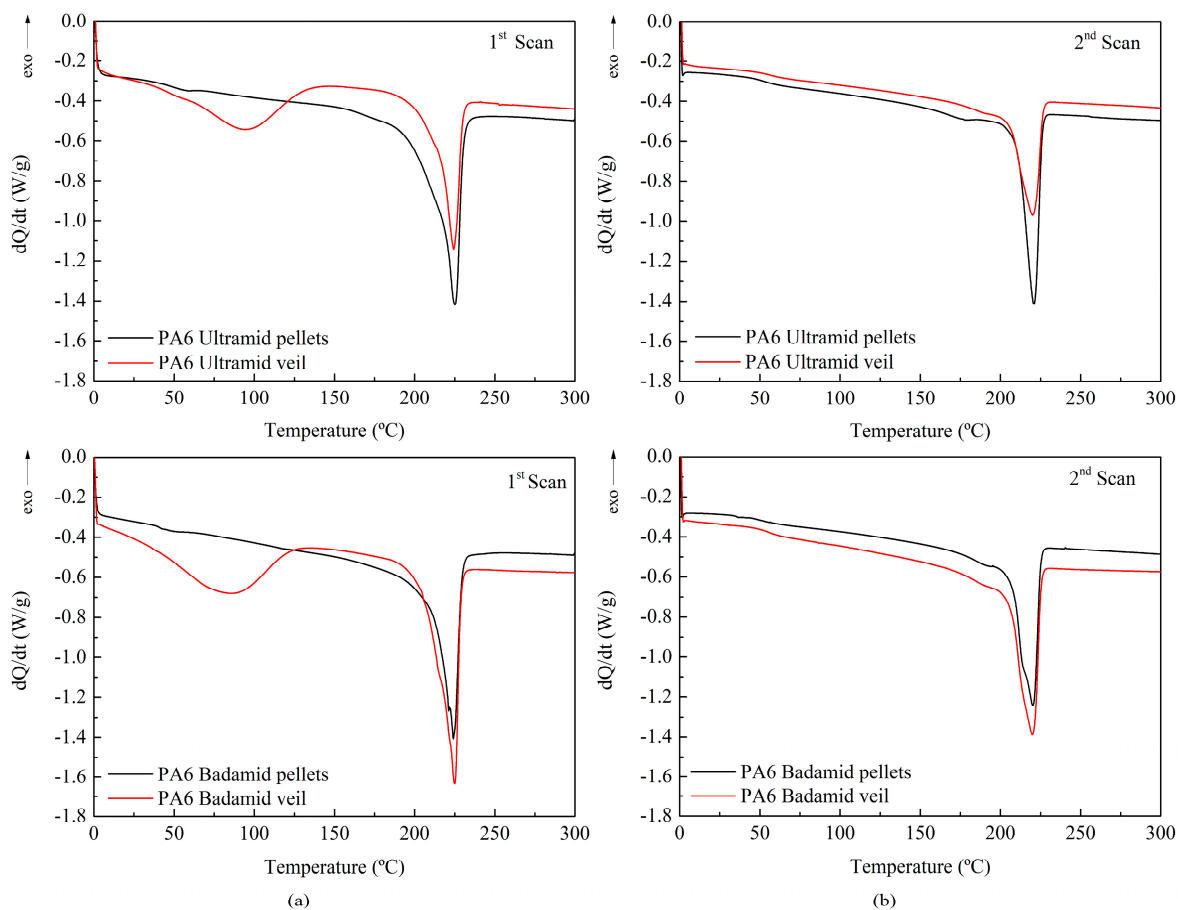 0.0
-0.2
-0.4
-0.6
-0.8
-1.0
-1.2
-1.4
-1.6
-1.8
exo
dQ/dt (W/g)
1st Scan
PA6 Ultramid pellets
PA6 Ultramid veil
0 50 100 150 200 250 300
Temperature (ºC)
0.0
-0.2
-0.4
-0.6
-0.8
-1.0
-1.2
-1.4
-1.6
-1.8
exo
dQ/dt (W/g)
2nd Scan
PA6 Ultramid pellets
PA6 Ultramid veil
0 50 100 150 200 250 300
Temperature (ºC)
0.0
-0.2
-0.4
-0.6
-0.8
-1.0
-1.2
-1.4
-1.6
-1.8
exo
dQ/dt (W/g)
1st Scan
PA6 Badamid pellets
PA6 Badamid veil
0 50 100 150 200 250 300
Temperature (ºC)
(a)
0.0
-0.2
-0.4
-0.6
-0.8
-1.0
-1.2
-1.4
-1.6
-1.8
exo
dQ/dt (W/g)
2nd Scan
PA6 Badamid pellets
PA6 Badamid veil
0 50 100 150 200 250 300
Temperature (ºC)
(b)